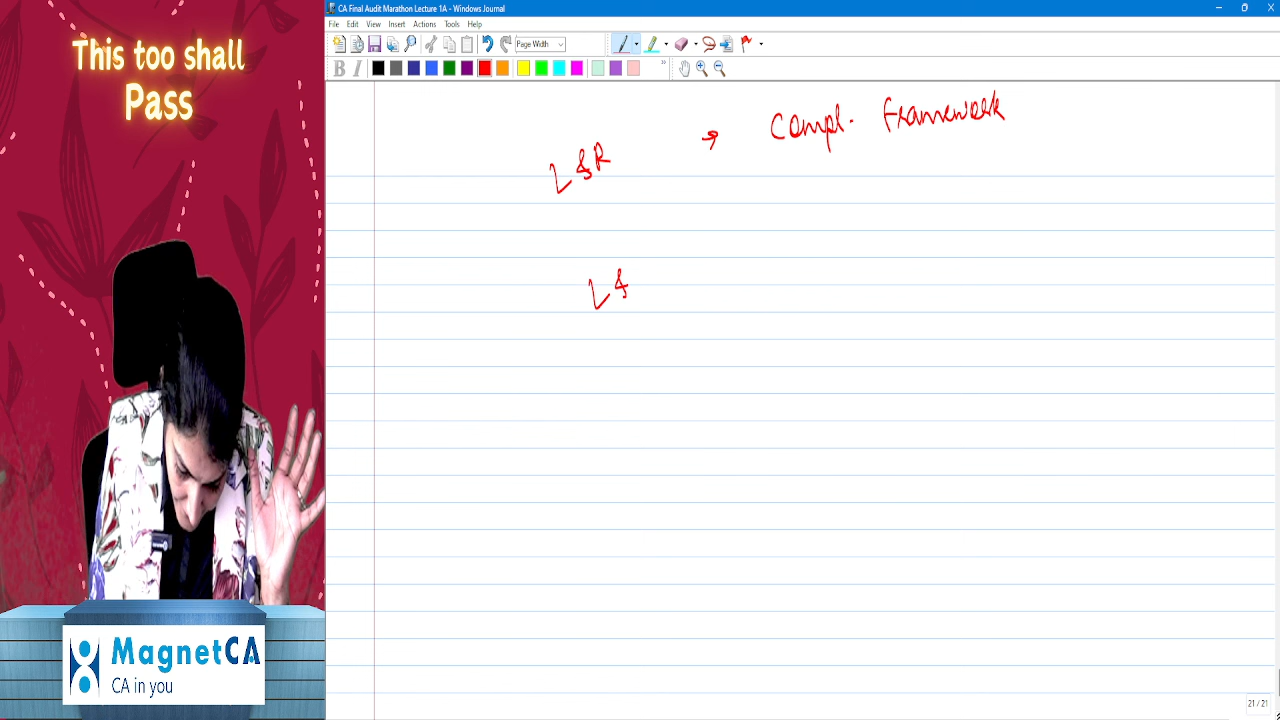 This too shall
Pass
CA Final Audit Marathon Lecture 1A - Windows Journal
File Edit View Insert Actions Tools Help
Page Width
B I
L & R → Compl. Framework
L &
MagnetCA
CA in you
21 / 21